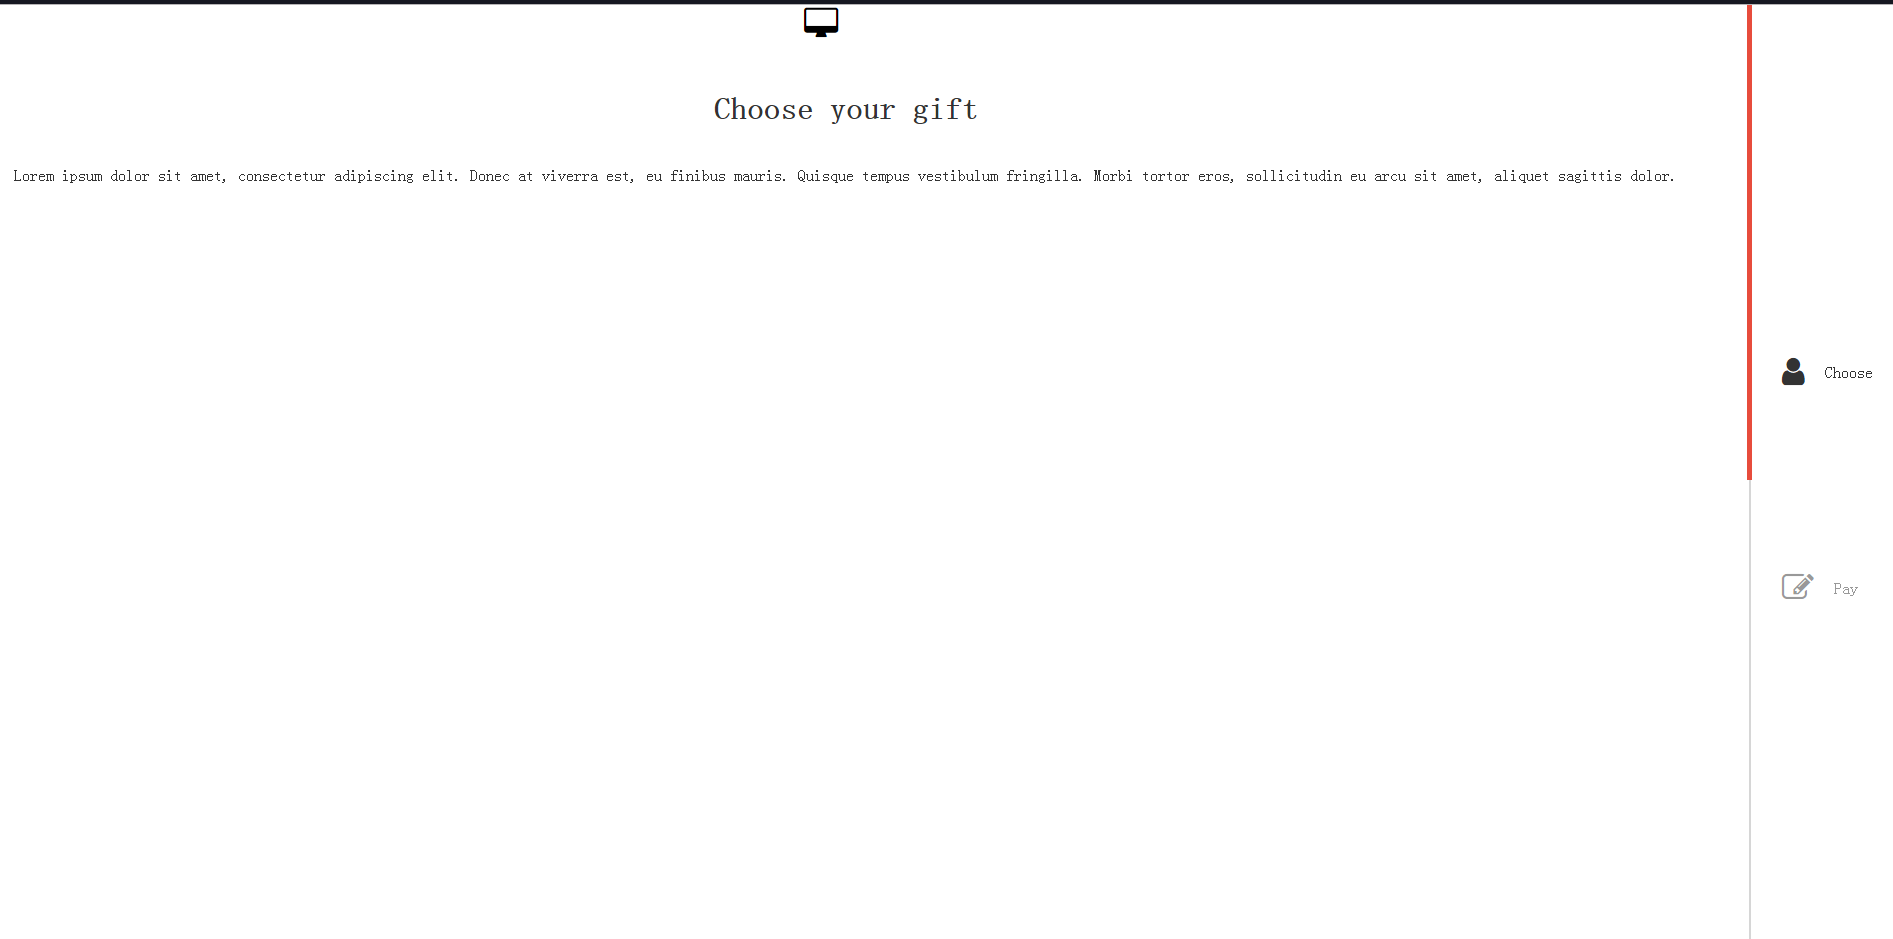 Choose your gift
Lorem ipsum dolor sit amet, consectetur adipiscing elit. Donec at viverra est, eu finibus mauris. Quisque tempus vestibulum fringilla. Morbi tortor eros, sollicitudin eu arcu sit amet, aliquet sagittis dolor.
Choose
Pay